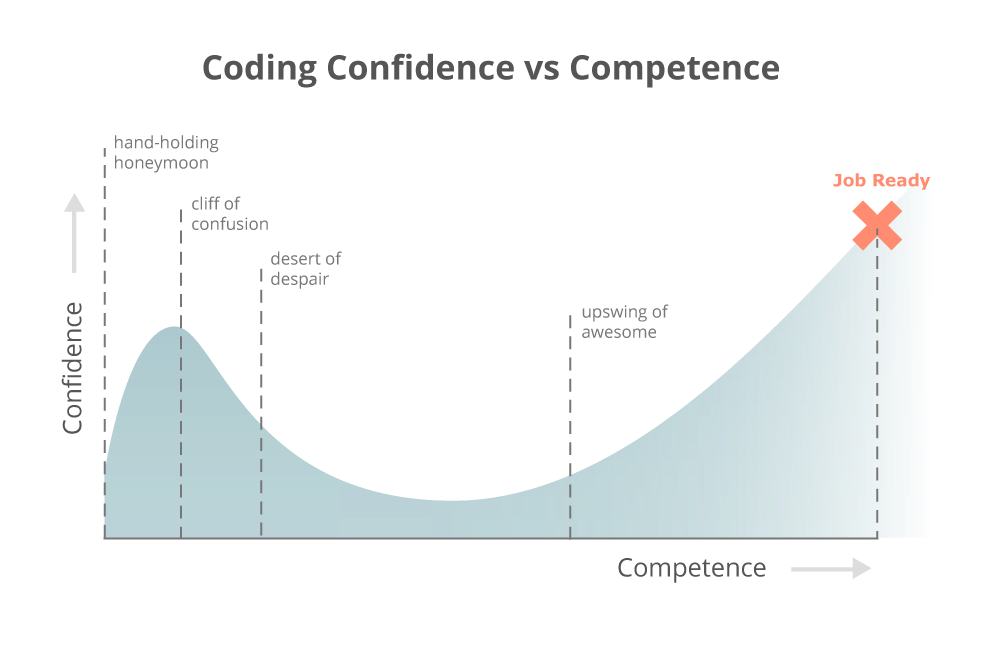 Coding Confidence vs Competence
hand-holding
honeymoon
cliff of
confusion
desert of
despair
upswing of
awesome
Job Ready
Confidence
Competence